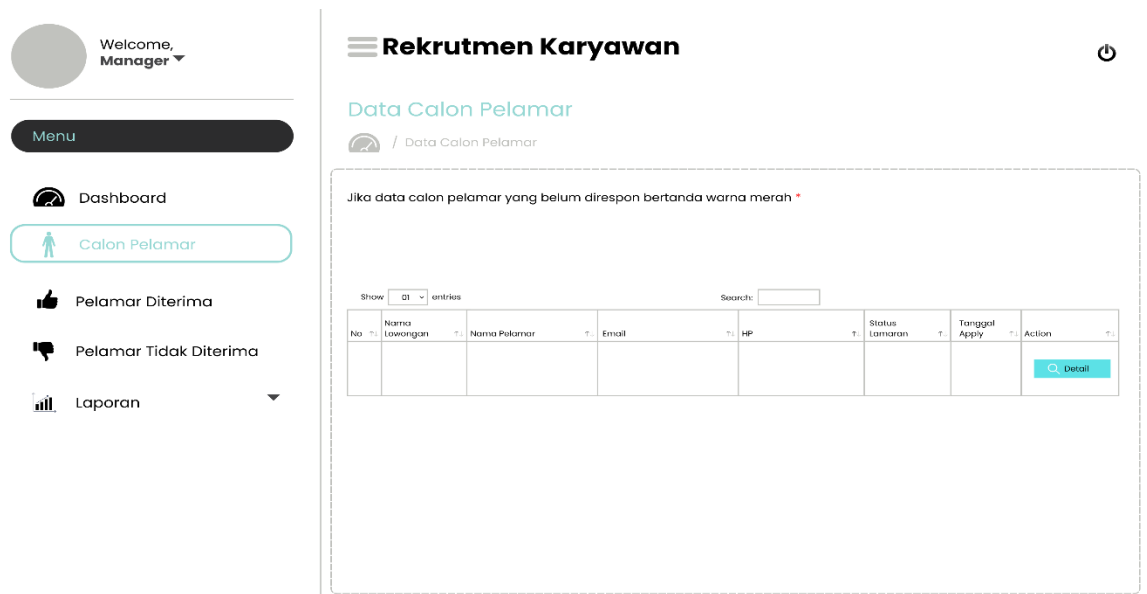 Welcome,
Manager
Menu
Dashboard
Calon Pelamar
Pelamar Diterima
Pelamar Tidak Diterima
Laporan
Rekrutmen Karyawan
Data Calon Pelamar
/ Data Calon Pelamar
Jika data calon pelamar yang belum direspon bertanda warna merah *
Show 01 entries Search:
No Nama Lowongan Nama Pelamar Email HP Status Lamaran Tanggal Apply Action
Detail